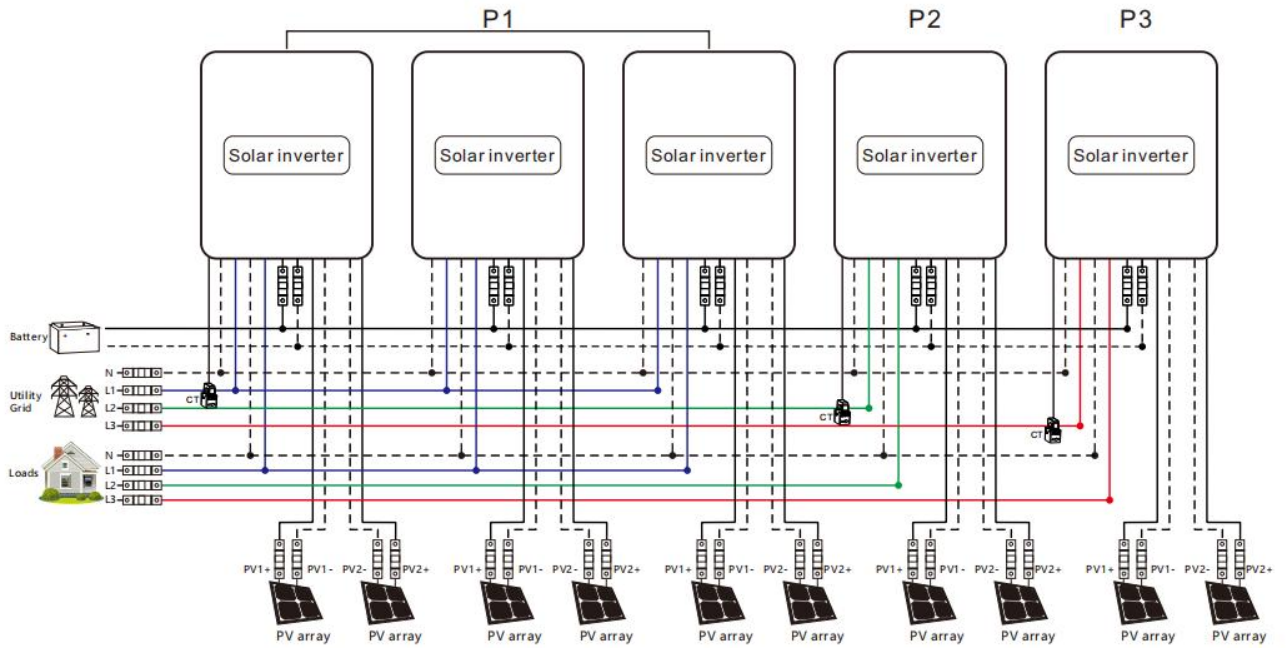 P1 P2 P3
Solar inverter Solar inverter Solar inverter Solar inverter Solar inverter
Battery
Utility
Grid
N
L1
L2
L3
CT CT CT
Loads
N
L1
L2
L3
PV1+ PV1- PV2- PV2+ PV1+ PV1- PV2- PV2+ PV1+ PV1- PV2- PV2+ PV1+ PV1- PV2- PV2+ PV1+ PV1- PV2- PV2+
PV array PV array PV array PV array PV array PV array PV array PV array PV array PV array